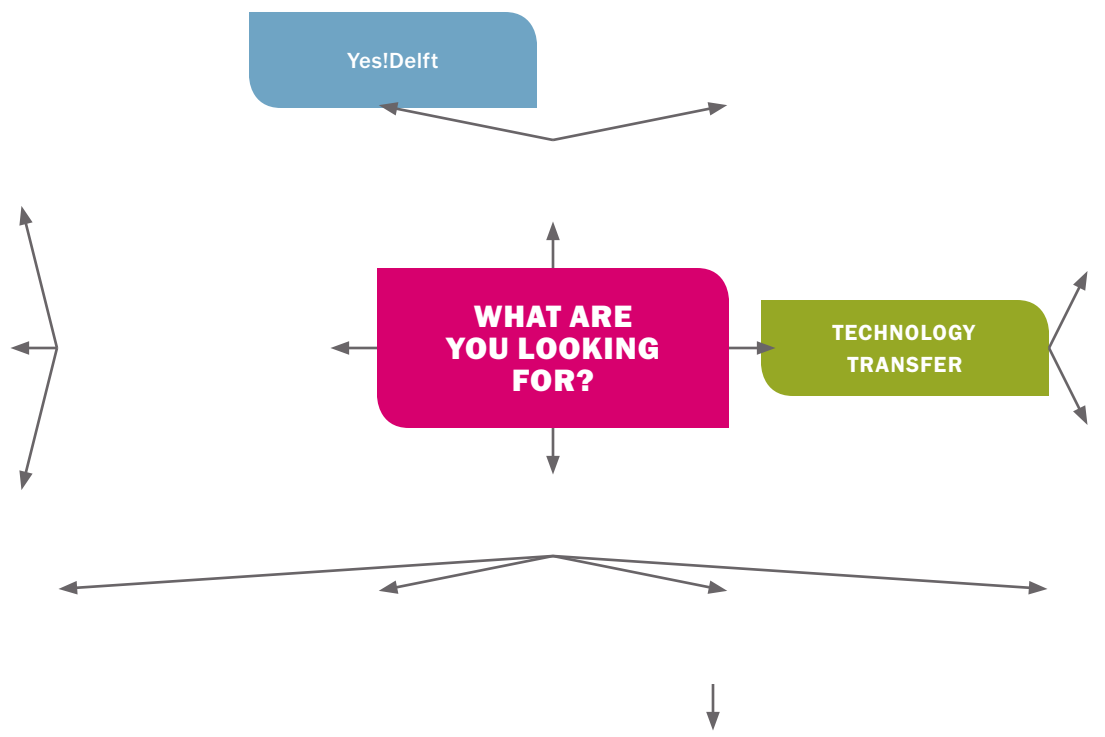 Yes!Delft
WHAT ARE
YOU LOOKING
FOR?
TECHNOLOGY
TRANSFER